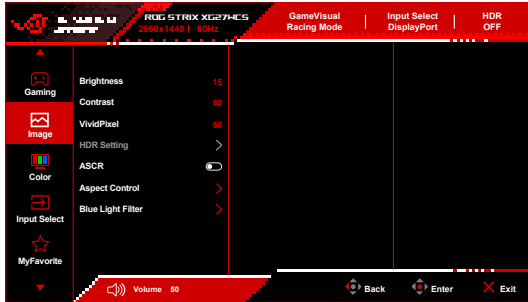 ROG STRIX XG27WCS
2560x1440 | 60Hz
GameVisual
Racing Mode
Input Select
DisplayPort
HDR
OFF
Gaming
Image
Color
Input Select
MyFavorite
Brightness 15
Contrast 80
VividPixel 50
HDR Setting
ASCR
Aspect Control
Blue Light Filter
Volume 50
Back
Enter
Exit